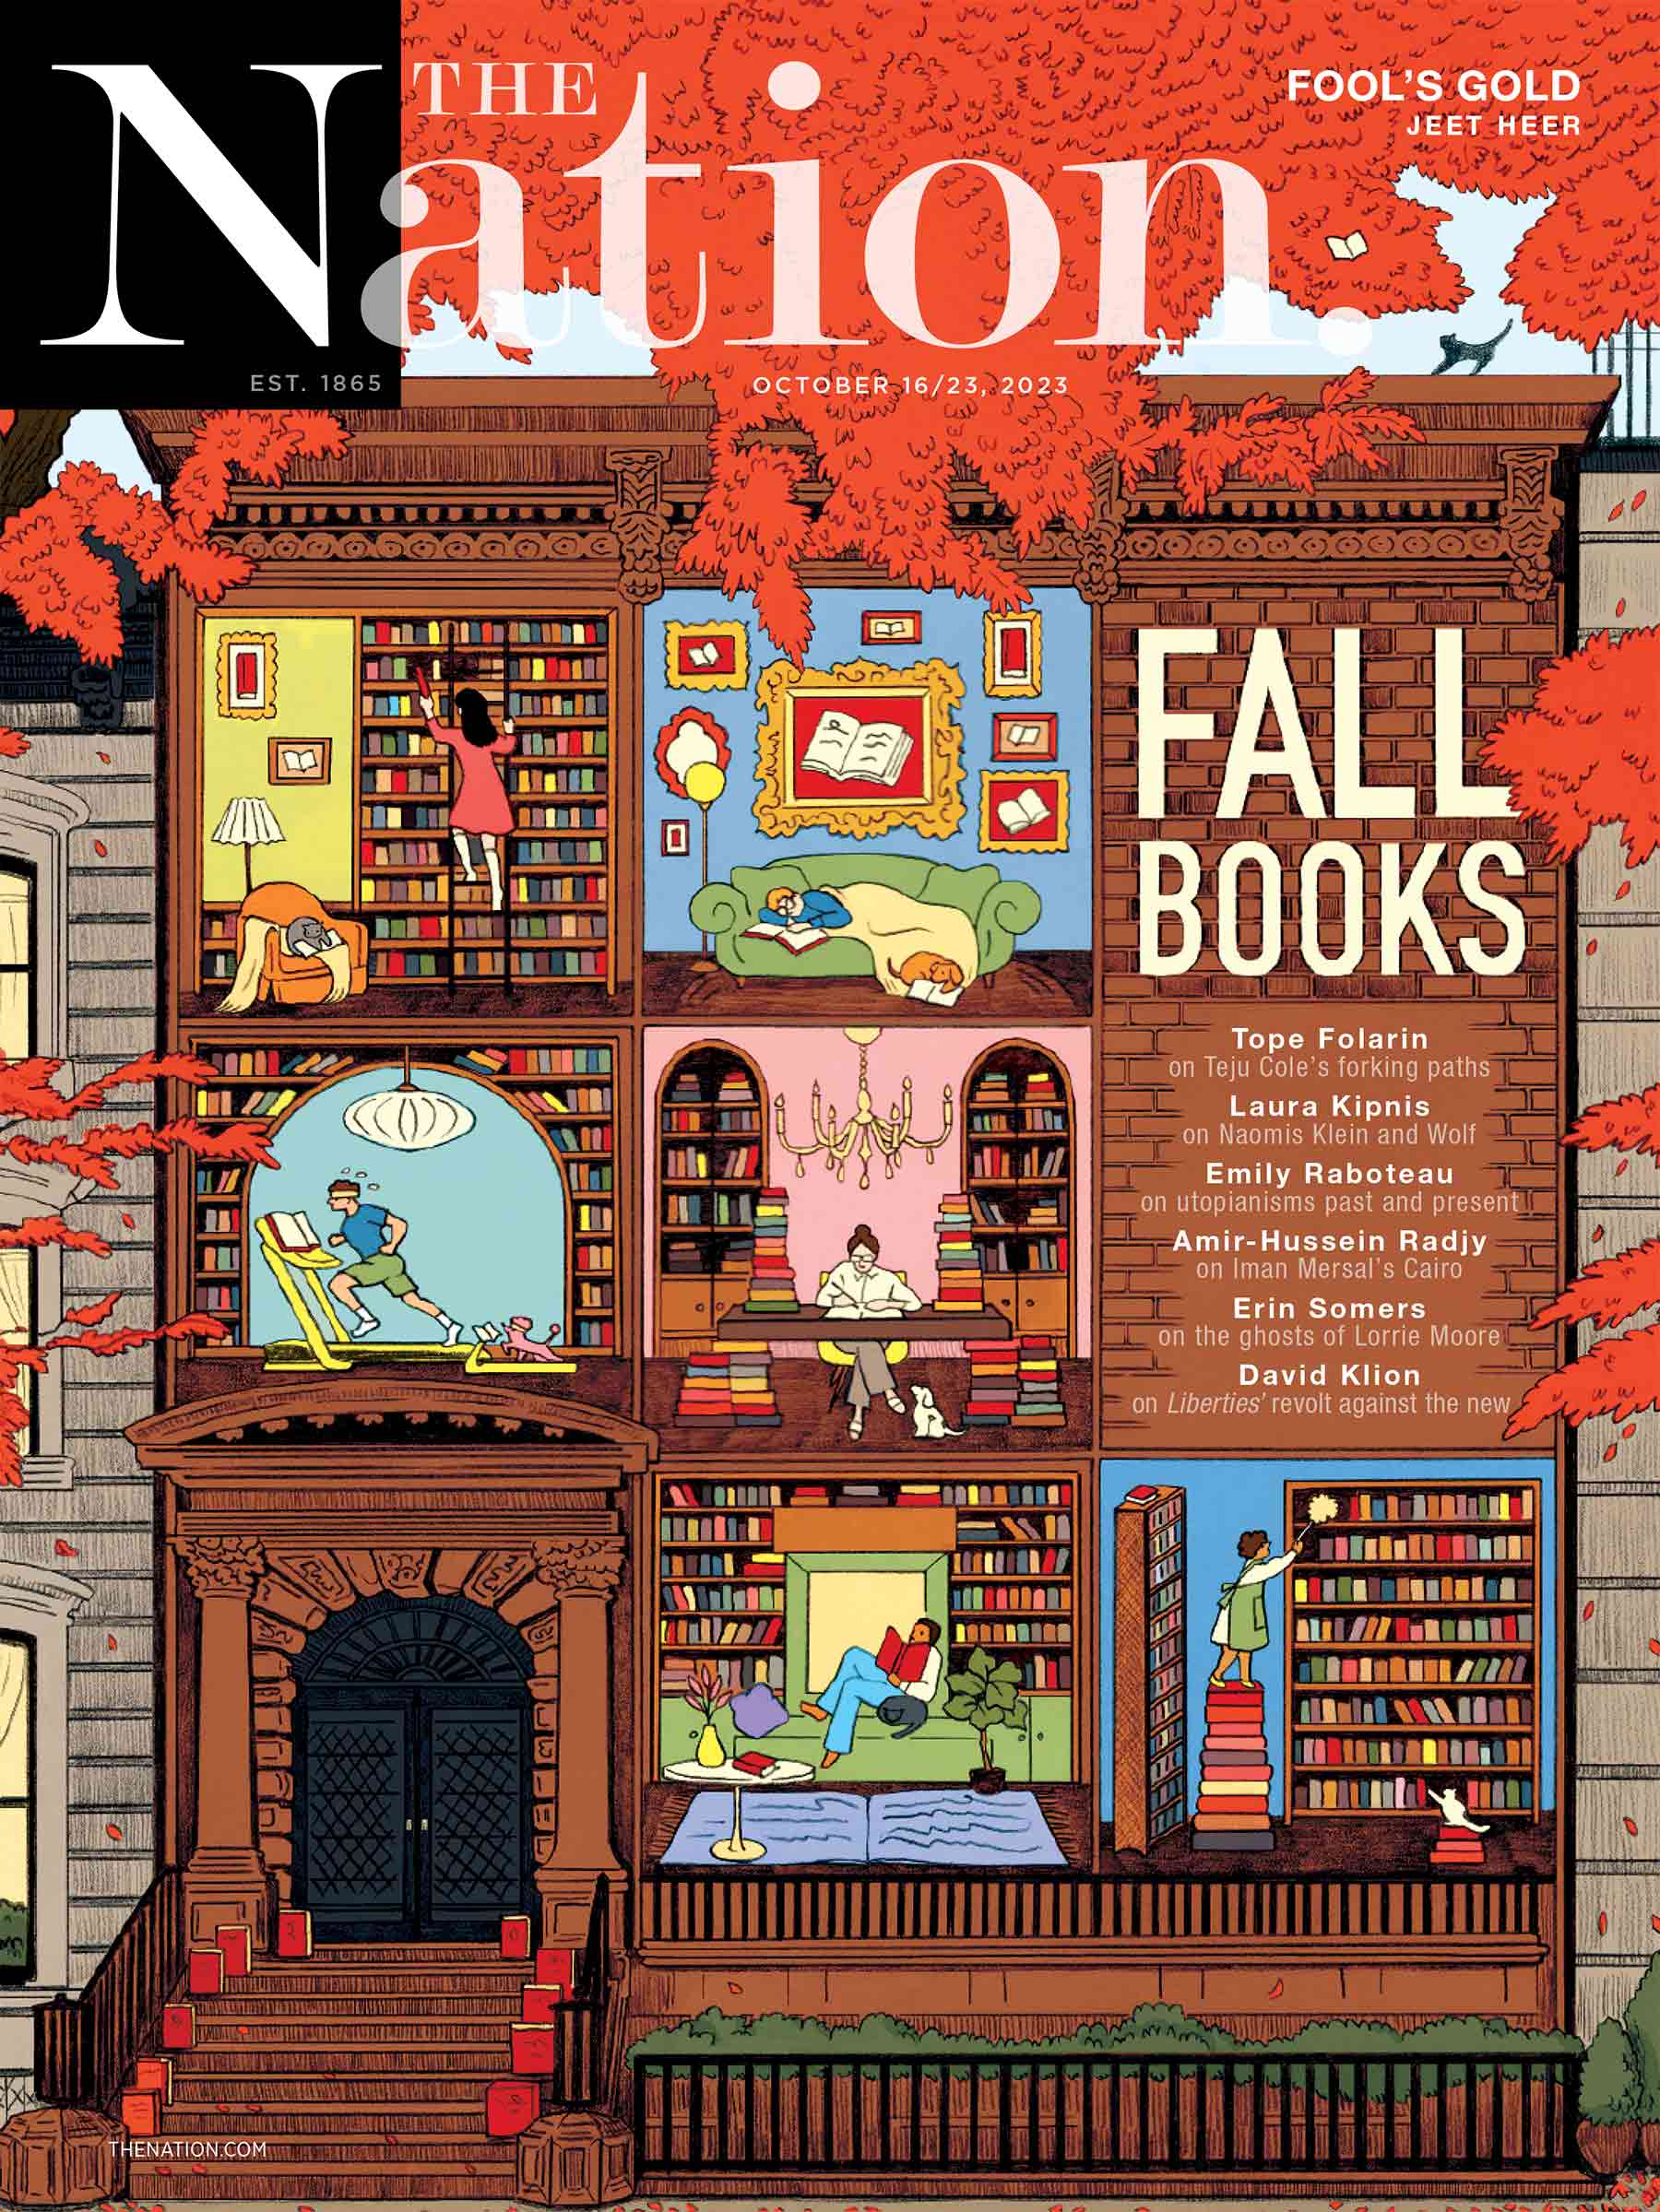 THE
Nation.
FOOL'S GOLD
JEET HEER
EST. 1865
OCTOBER 16/23, 2023
FALL
BOOKS
Tope Folarin
on Teju Cole's forking paths
Laura Kipnis
on Naomis Klein and Wolf
Emily Raboteau
on utopianisms past and present
Amir-Hussein Radjy
on Iman Mersal's Cairo
Erin Somers
on the ghosts of Lorrie Moore
David Klion
on Liberties' revolt against the new
THENATION.COM